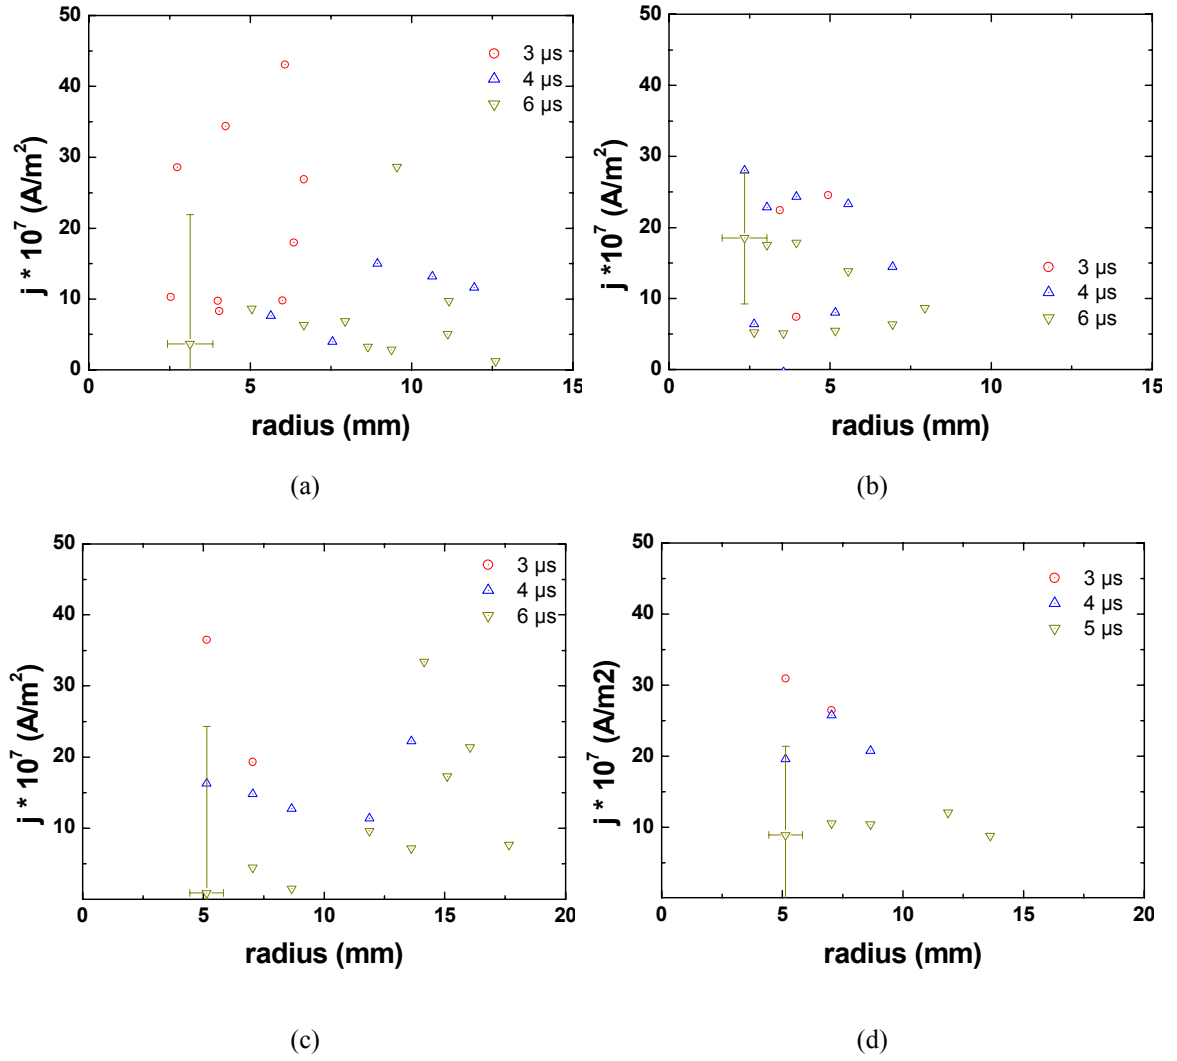 50
40
30
20
10
0
j * 10⁷ (A/m²)
3 µs
4 µs
6 µs
0 5 10 15
radius (mm)
(a)
50
40
30
20
10
0
j *10⁷ (A/m²)
3 µs
4 µs
6 µs
0 5 10 15
radius (mm)
(b)
50
40
30
20
10
j * 10⁷ (A/m²)
3 µs
4 µs
6 µs
0 5 10 15 20
radius (mm)
(c)
50
40
30
20
10
j * 10⁷ (A/m2)
3 µs
4 µs
5 µs
0 5 10 15 20
radius (mm)
(d)